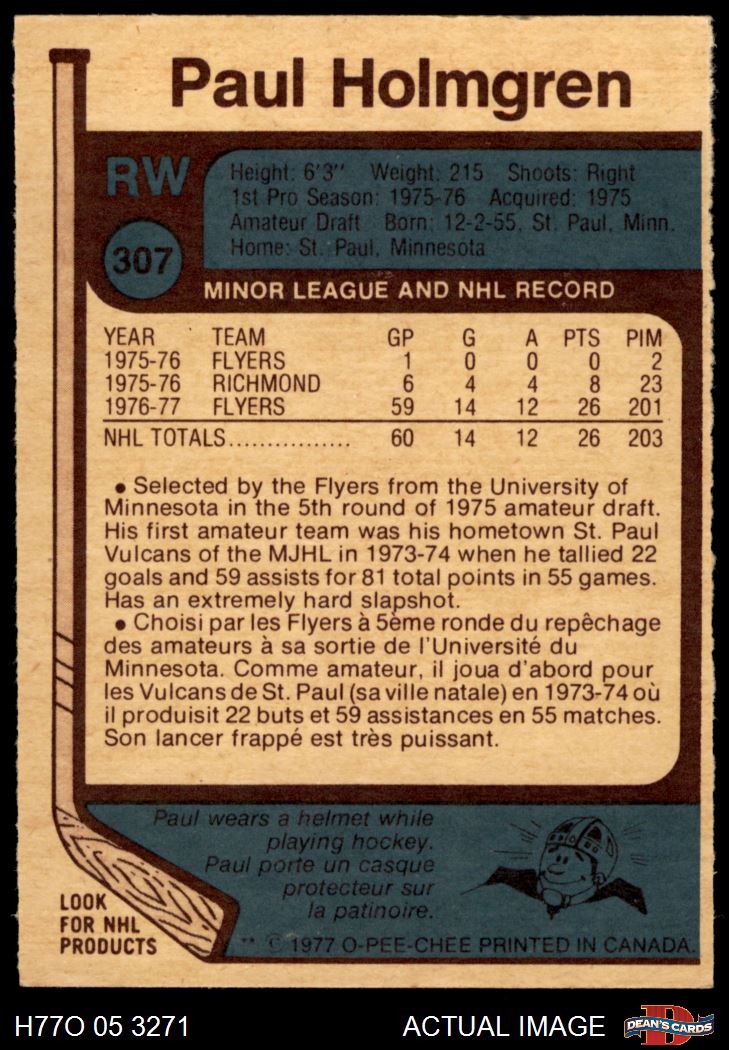 Paul Holmgren
RW
307
Height: 6'3'' Weight: 215 Shoots: Right
1st Pro Season: 1975-76 Acquired: 1975
Amateur Draft Born: 12-2-55, St. Paul, Minn.
Home: St. Paul, Minnesota
MINOR LEAGUE AND NHL RECORD
YEAR TEAM GP G A PTS PIM
1975-76 FLYERS 1 0 0 0 2
1975-76 RICHMOND 6 4 4 8 23
1976-77 FLYERS 59 14 12 26 201
NHL TOTALS................ 60 14 12 26 203
● Selected by the Flyers from the University of
Minnesota in the 5th round of 1975 amateur draft.
His first amateur team was his hometown St. Paul
Vulcans of the MJHL in 1973-74 when he tallied 22
goals and 59 assists for 81 total points in 55 games.
Has an extremely hard slapshot.
● Choisi par les Flyers à 5ème ronde du repêchage
des amateurs à sa sortie de l'Université du
Minnesota. Comme amateur, il joua d'abord pour
les Vulcans de St. Paul (sa ville natale) en 1973-74 où
il produisit 22 buts et 59 assistances en 55 matches.
Son lancer frappé est très puissant.
Paul wears a helmet while
playing hockey.
Paul porte un casque
protecteur sur
la patinoire.
LOOK
FOR NHL
PRODUCTS
** © 1977 O-PEE-CHEE PRINTED IN CANADA.
H77O 05 3271
ACTUAL IMAGE
D
DEAN'S CARDS